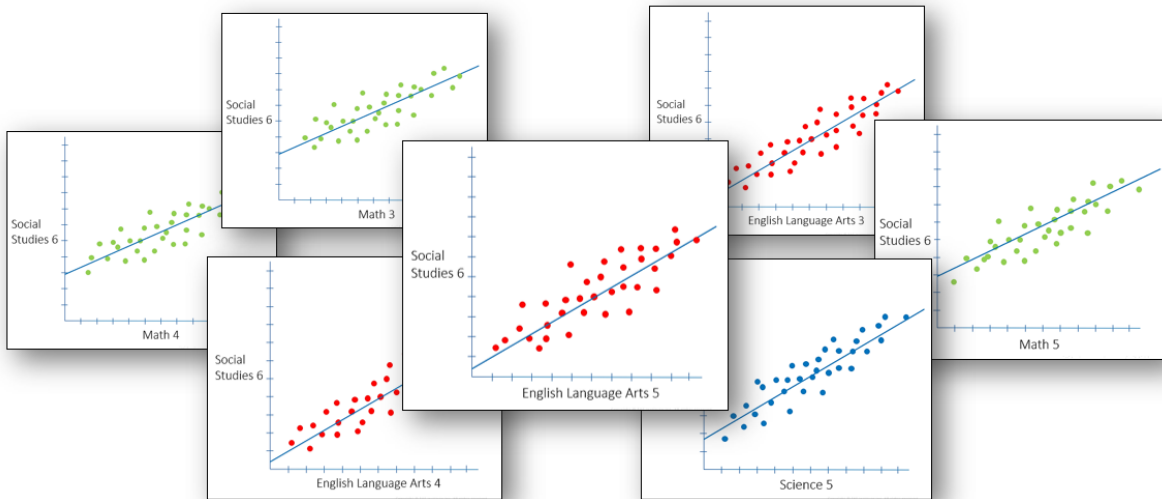 Social
Studies 6
Math 3
Social
Studies 6
English Language Arts 3
Social
Studies 6
Math 4
Social
Studies 6
English Language Arts 5
Social
Studies 6
Math 5
Social
Studies 6
English Language Arts 4
Science 5